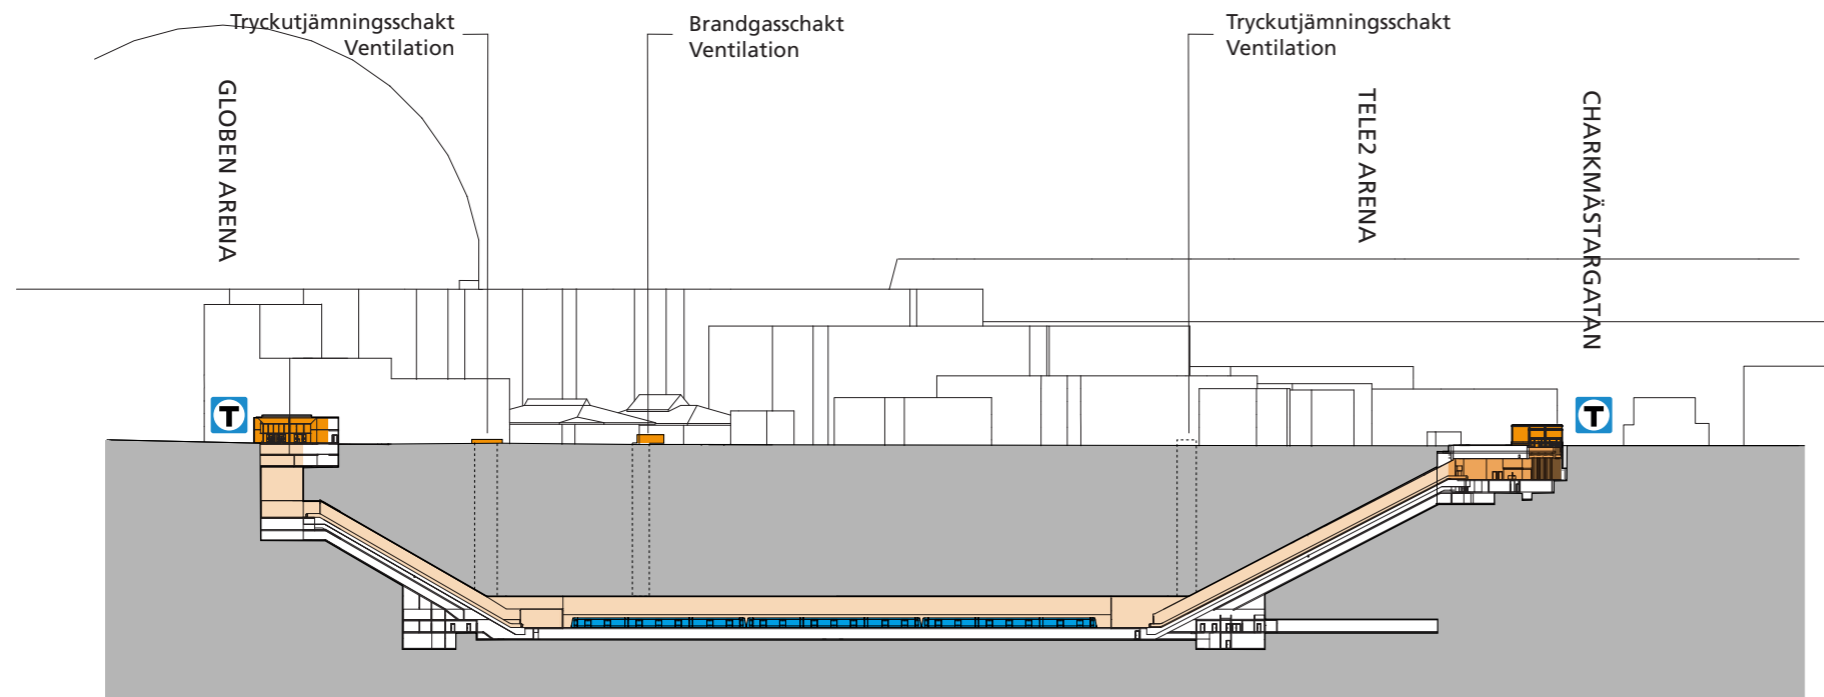 Tryckutjämningsschakt
Ventilation
Brandgasschakt
Ventilation
Tryckutjämningsschakt
Ventilation
GLOBEN ARENA
TELE2 ARENA
CHARKMÄSTARGATAN
T
T